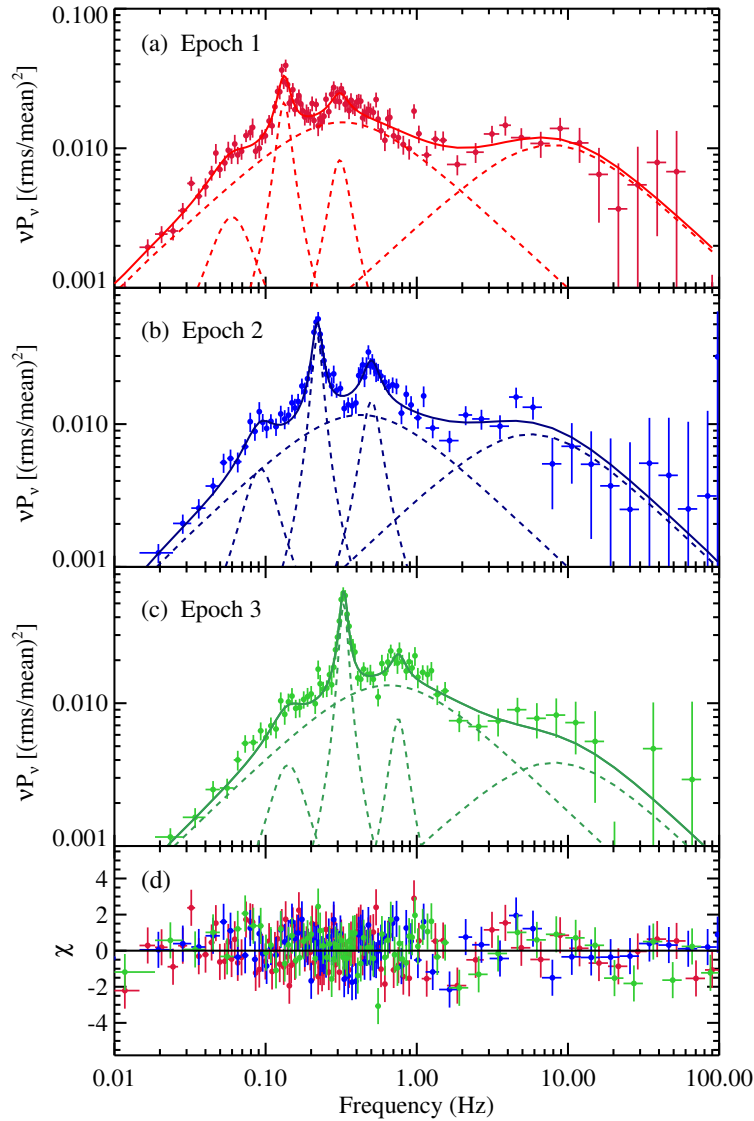 0.100
(a) Epoch 1
0.010
νPν [(rms/mean)²]
0.001
(b) Epoch 2
0.010
νPν [(rms/mean)²]
0.001
(c) Epoch 3
0.010
νPν [(rms/mean)²]
0.001
(d)
4
2
0
χ
-2
-4
0.01 0.10 1.00 10.00 100.00
Frequency (Hz)